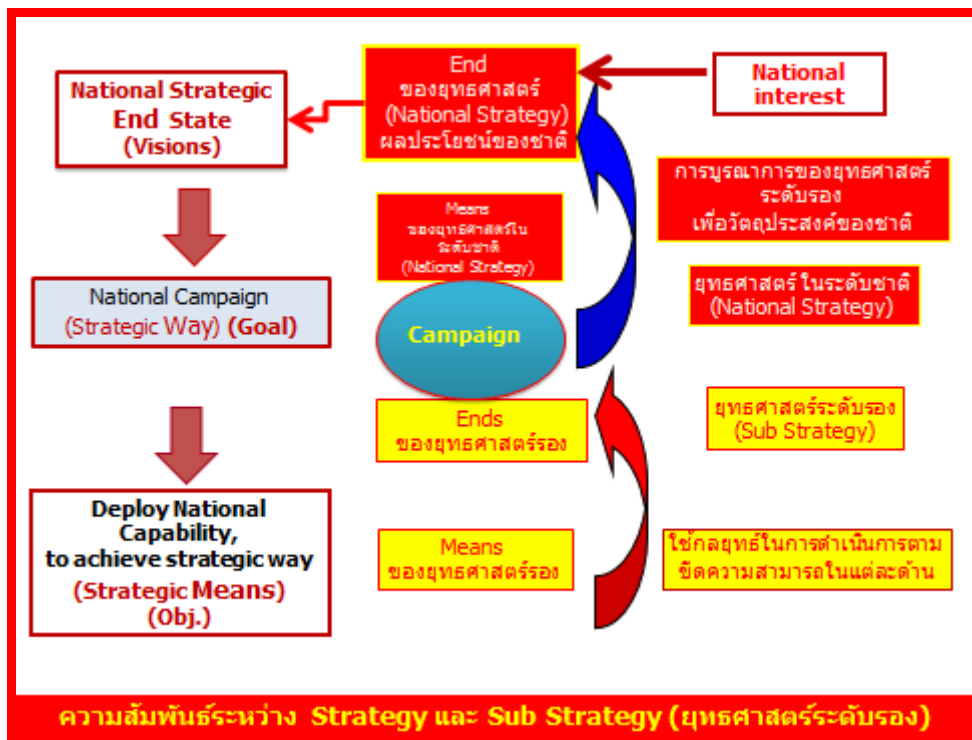 National Strategic
End State
(Visions)
End
ของยุทธศาสตร์
(National Strategy)
ผลประโยชน์ของชาติ
National
interest
การบูรณาการของยุทธศาสตร์
ระดับรอง
เพื่อวัตถุประสงค์ของชาติ
Means
ของยุทธศาสตร์ใน
ระดับชาติ
(National Strategy)
National Campaign
(Strategic Way) (Goal)
Campaign
ยุทธศาสตร์ ในระดับชาติ
(National Strategy)
Ends
ของยุทธศาสตร์รอง
ยุทธศาสตร์ระดับรอง
(Sub Strategy)
Deploy National
Capability,
to achieve strategic way
(Strategic Means)
(Obj.)
Means
ของยุทธศาสตร์รอง
ใช้กลยุทธ์ในการดำเนินการตาม
ขีดความสามารถในแต่ละด้าน
ความสัมพันธ์ระหว่าง Strategy และ Sub Strategy (ยุทธศาสตร์ระดับรอง)